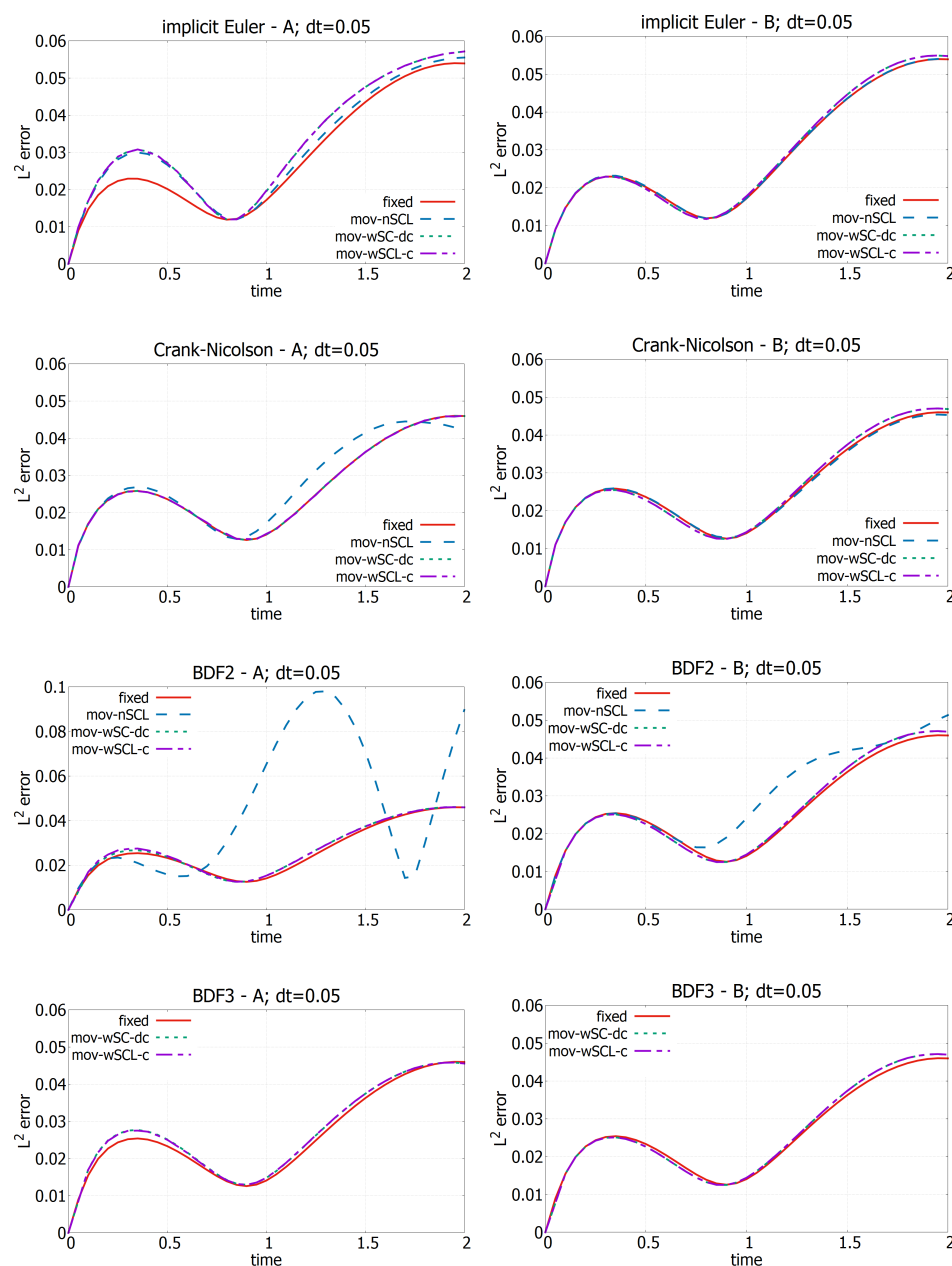 implicit Euler - A; dt=0.05
0.06
0.05
0.04
0.03
0.02
0.01
0
L² error
fixed
mov-nSCL
mov-wSC-dc
mov-wSCL-c
0 0.5 1 1.5 2
time
implicit Euler - B; dt=0.05
0.06
0.05
0.04
0.03
0.02
0.01
0
L² error
fixed
mov-nSCL
mov-wSC-dc
mov-wSCL-c
0 0.5 1 1.5 2
time
Crank-Nicolson - A; dt=0.05
0.06
0.05
0.04
0.03
0.02
0.01
0
L² error
fixed
mov-nSCL
mov-wSC-dc
mov-wSCL-c
0 0.5 1 1.5 2
time
Crank-Nicolson - B; dt=0.05
0.06
0.05
0.04
0.03
0.02
0.01
0
L² error
fixed
mov-nSCL
mov-wSC-dc
mov-wSCL-c
0 0.5 1 1.5 2
time
BDF2 - A; dt=0.05
0.1
0.08
0.06
0.04
0.02
0
L² error
fixed
mov-nSCL
mov-wSC-dc
mov-wSCL-c
0 0.5 1 1.5 2
time
BDF2 - B; dt=0.05
0.06
0.05
0.04
0.03
0.02
0.01
0
L² error
fixed
mov-nSCL
mov-wSC-dc
mov-wSCL-c
0 0.5 1 1.5 2
time
BDF3 - A; dt=0.05
0.06
0.05
0.04
0.03
0.02
0.01
0
L² error
fixed
mov-wSC-dc
mov-wSCL-c
0 0.5 1 1.5 2
time
BDF3 - B; dt=0.05
0.06
0.05
0.04
0.03
0.02
0.01
0
L² error
fixed
mov-wSC-dc
mov-wSCL-c
0 0.5 1 1.5 2
time